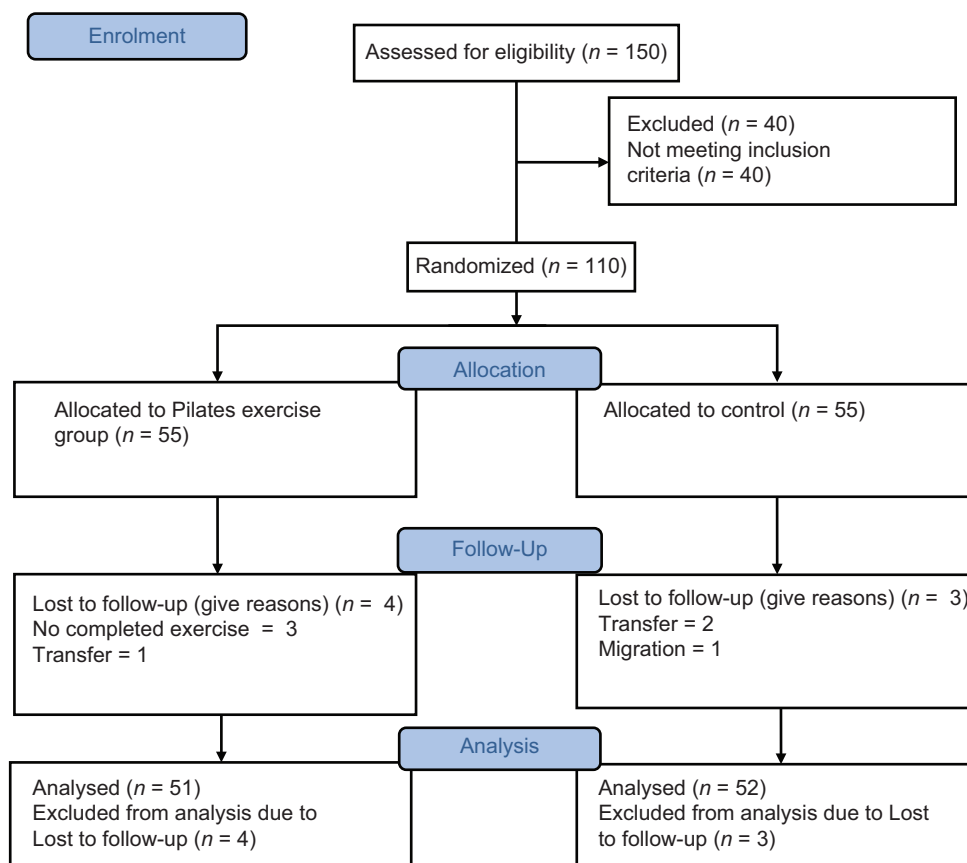 Enrolment
Assessed for eligibility (n = 150)
Excluded (n = 40)
Not meeting inclusion
criteria (n = 40)
Randomized (n = 110)
Allocation
Allocated to Pilates exercise
group (n = 55)
Allocated to control (n = 55)
Follow-Up
Lost to follow-up (give reasons) (n = 4)
No completed exercise = 3
Transfer = 1
Lost to follow-up (give reasons) (n = 3)
Transfer = 2
Migration = 1
Analysis
Analysed (n = 51)
Excluded from analysis due to
Lost to follow-up (n = 4)
Analysed (n = 52)
Excluded from analysis due to Lost
to follow-up (n = 3)